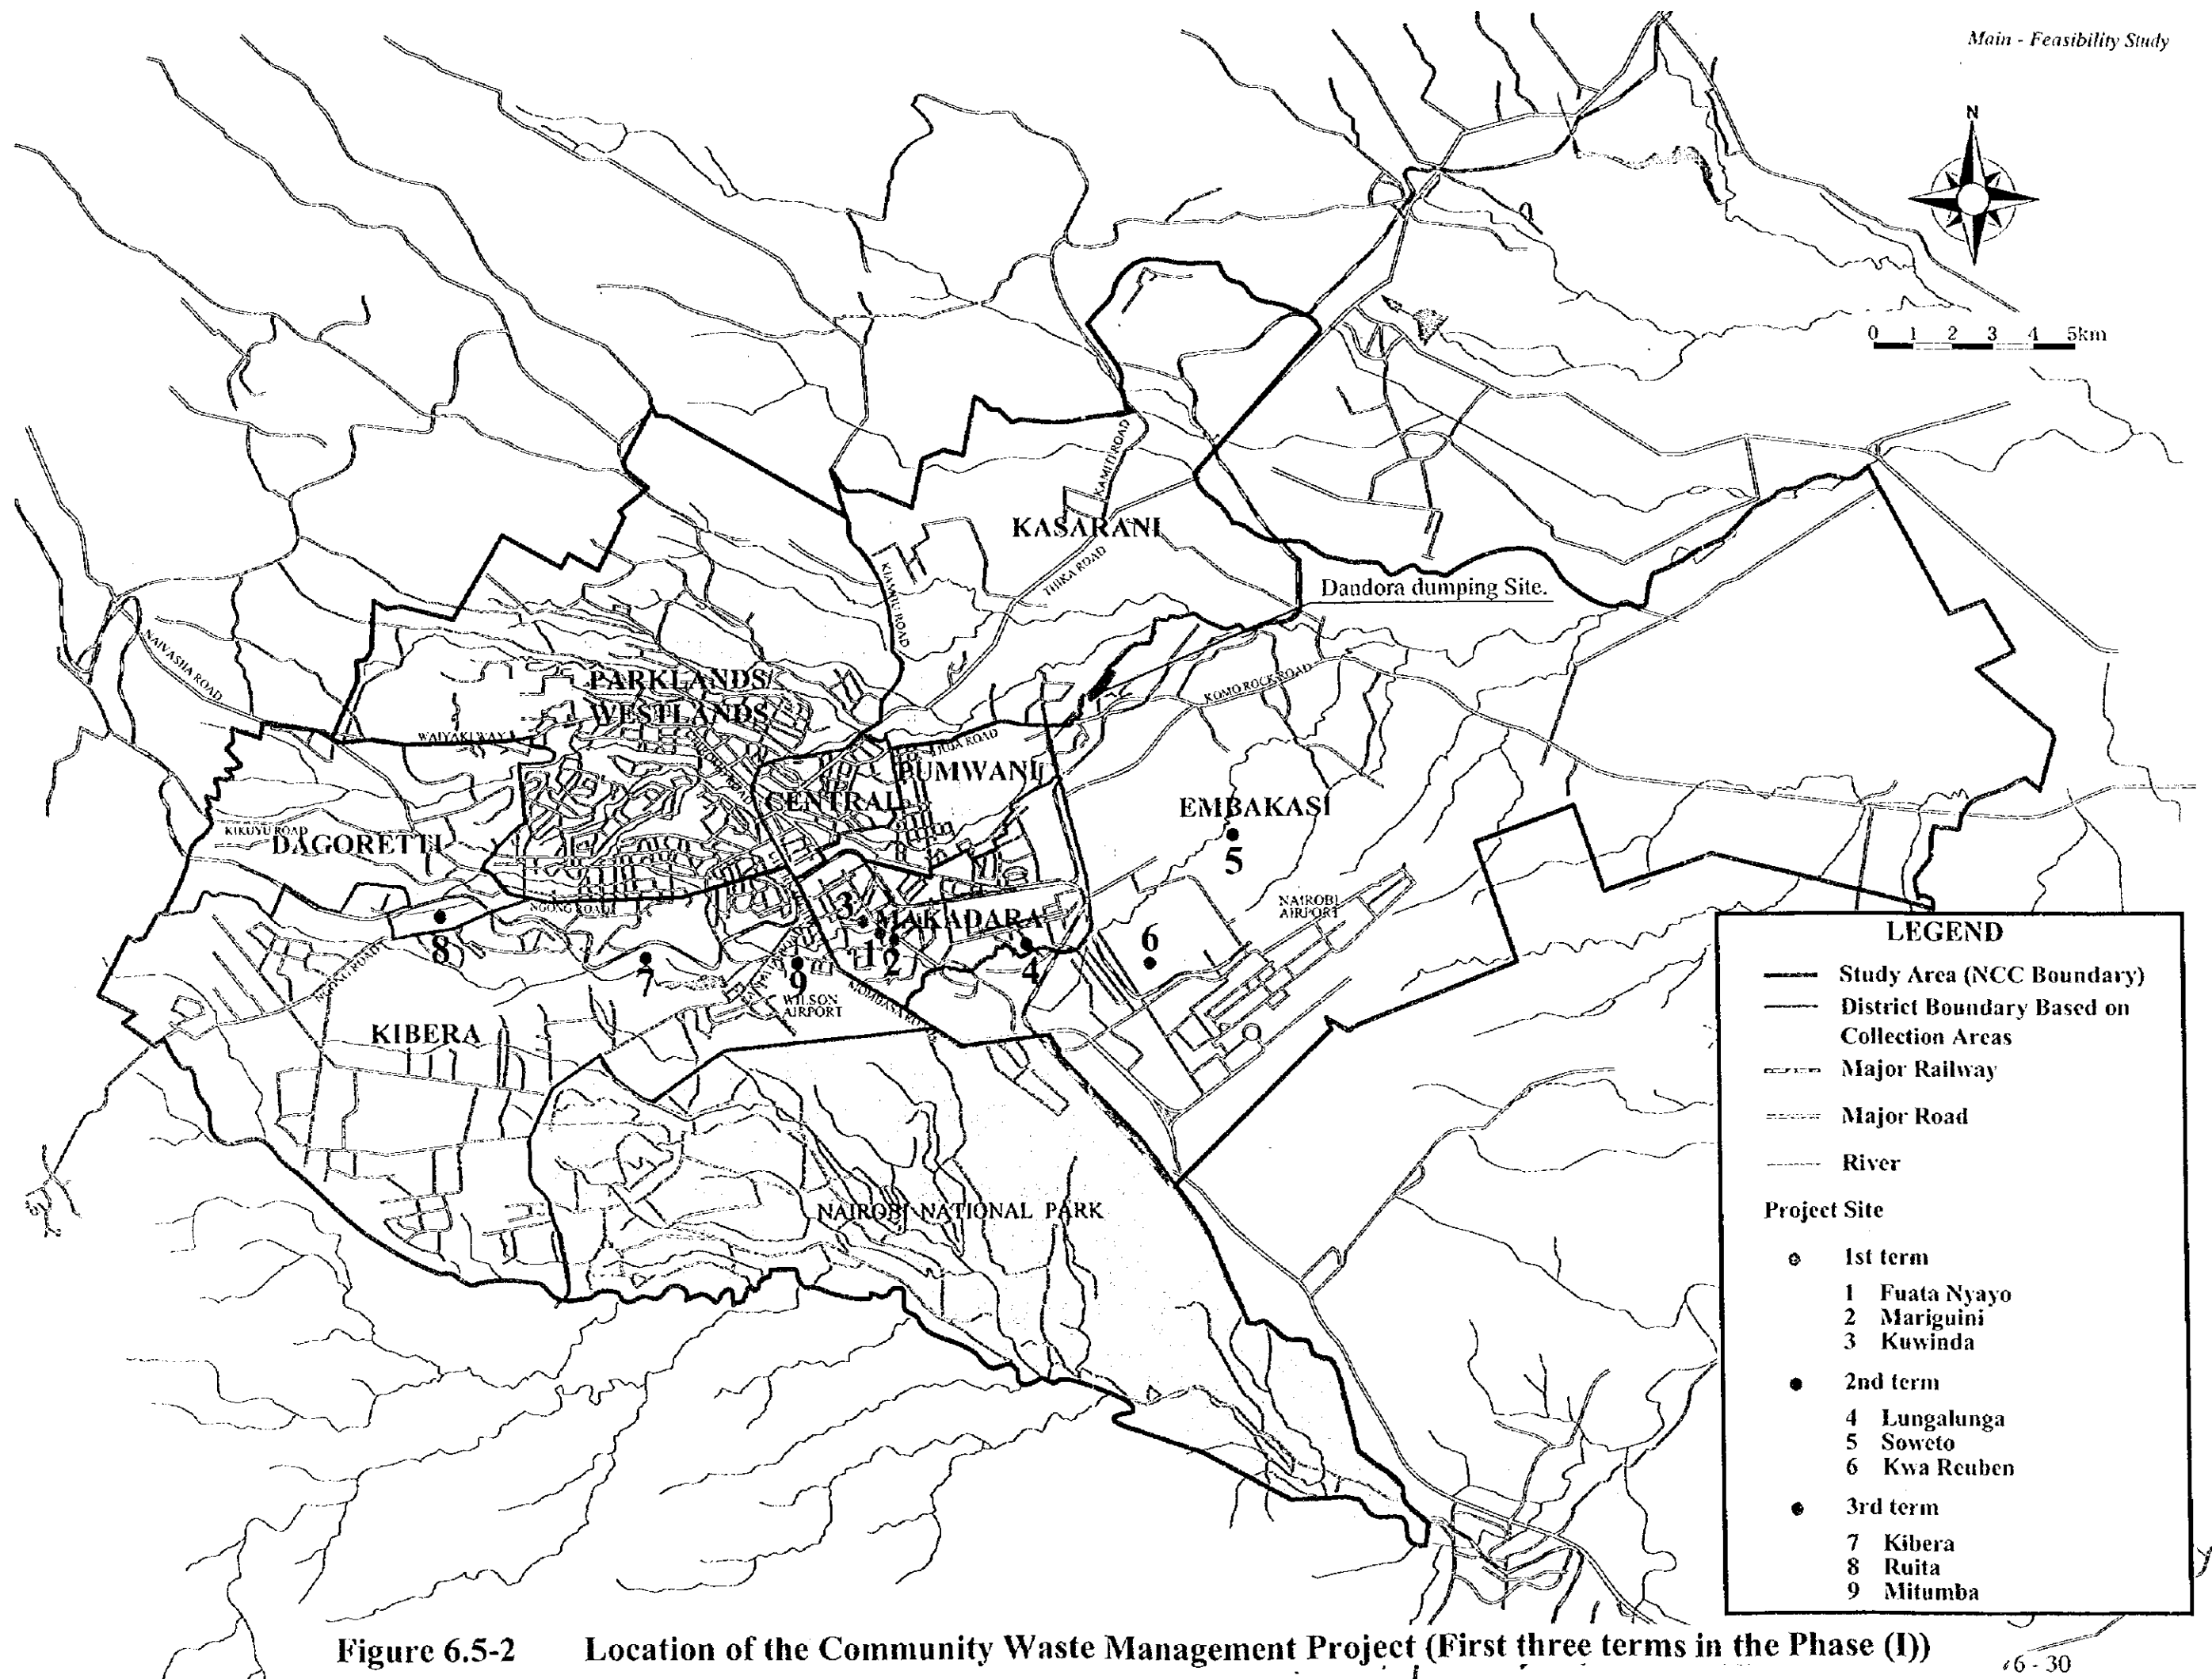 Main - Feasibility Study
N
0 1 2 3 4 5km
KAMITI ROAD
KASARANI
THIKA ROAD
KIAMBU ROAD
Dandora dumping Site.
NAIVASHA ROAD
PARKLANDS/
WESTLANDS
KOMO ROCK ROAD
WAIYAKI WAY
JUJA ROAD
PUMWANI
CENTRAL
EMBAKASI
5
KIKUYU ROAD
DAGORETTI
NGONG ROAD
NAIROBI
AIRPORT
3
MAKADARA
1
2
4
6
8
7
9
NGONG ROAD
WILSON
AIRPORT
MOMBASA RD
KIBERA
NAIROBI NATIONAL PARK
LEGEND
Study Area (NCC Boundary)
District Boundary Based on
Collection Areas
Major Railway
Major Road
River
Project Site
1st term
1 Fuata Nyayo
2 Mariguini
3 Kuwinda
2nd term
4 Lungalunga
5 Soweto
6 Kwa Reuben
3rd term
7 Kibera
8 Ruita
9 Mitumba
Figure 6.5-2 Location of the Community Waste Management Project (First three terms in the Phase (I))
6 - 30